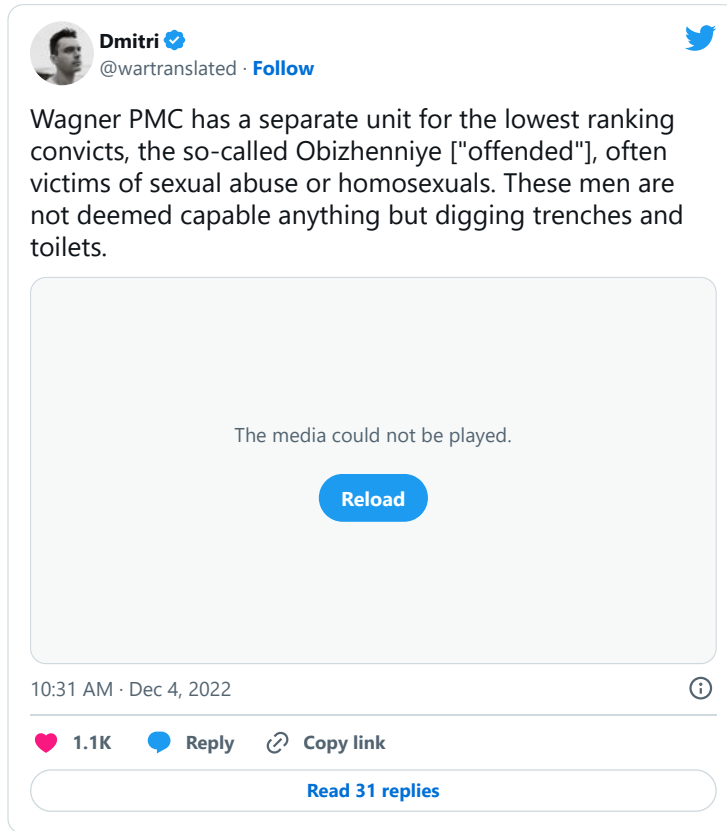 Dmitri
@wartranslated · Follow
Wagner PMC has a separate unit for the lowest ranking
convicts, the so-called Obizhenniye ["offended"], often
victims of sexual abuse or homosexuals. These men are
not deemed capable anything but digging trenches and
toilets.
The media could not be played.
Reload
10:31 AM · Dec 4, 2022
1.1K Reply Copy link
Read 31 replies